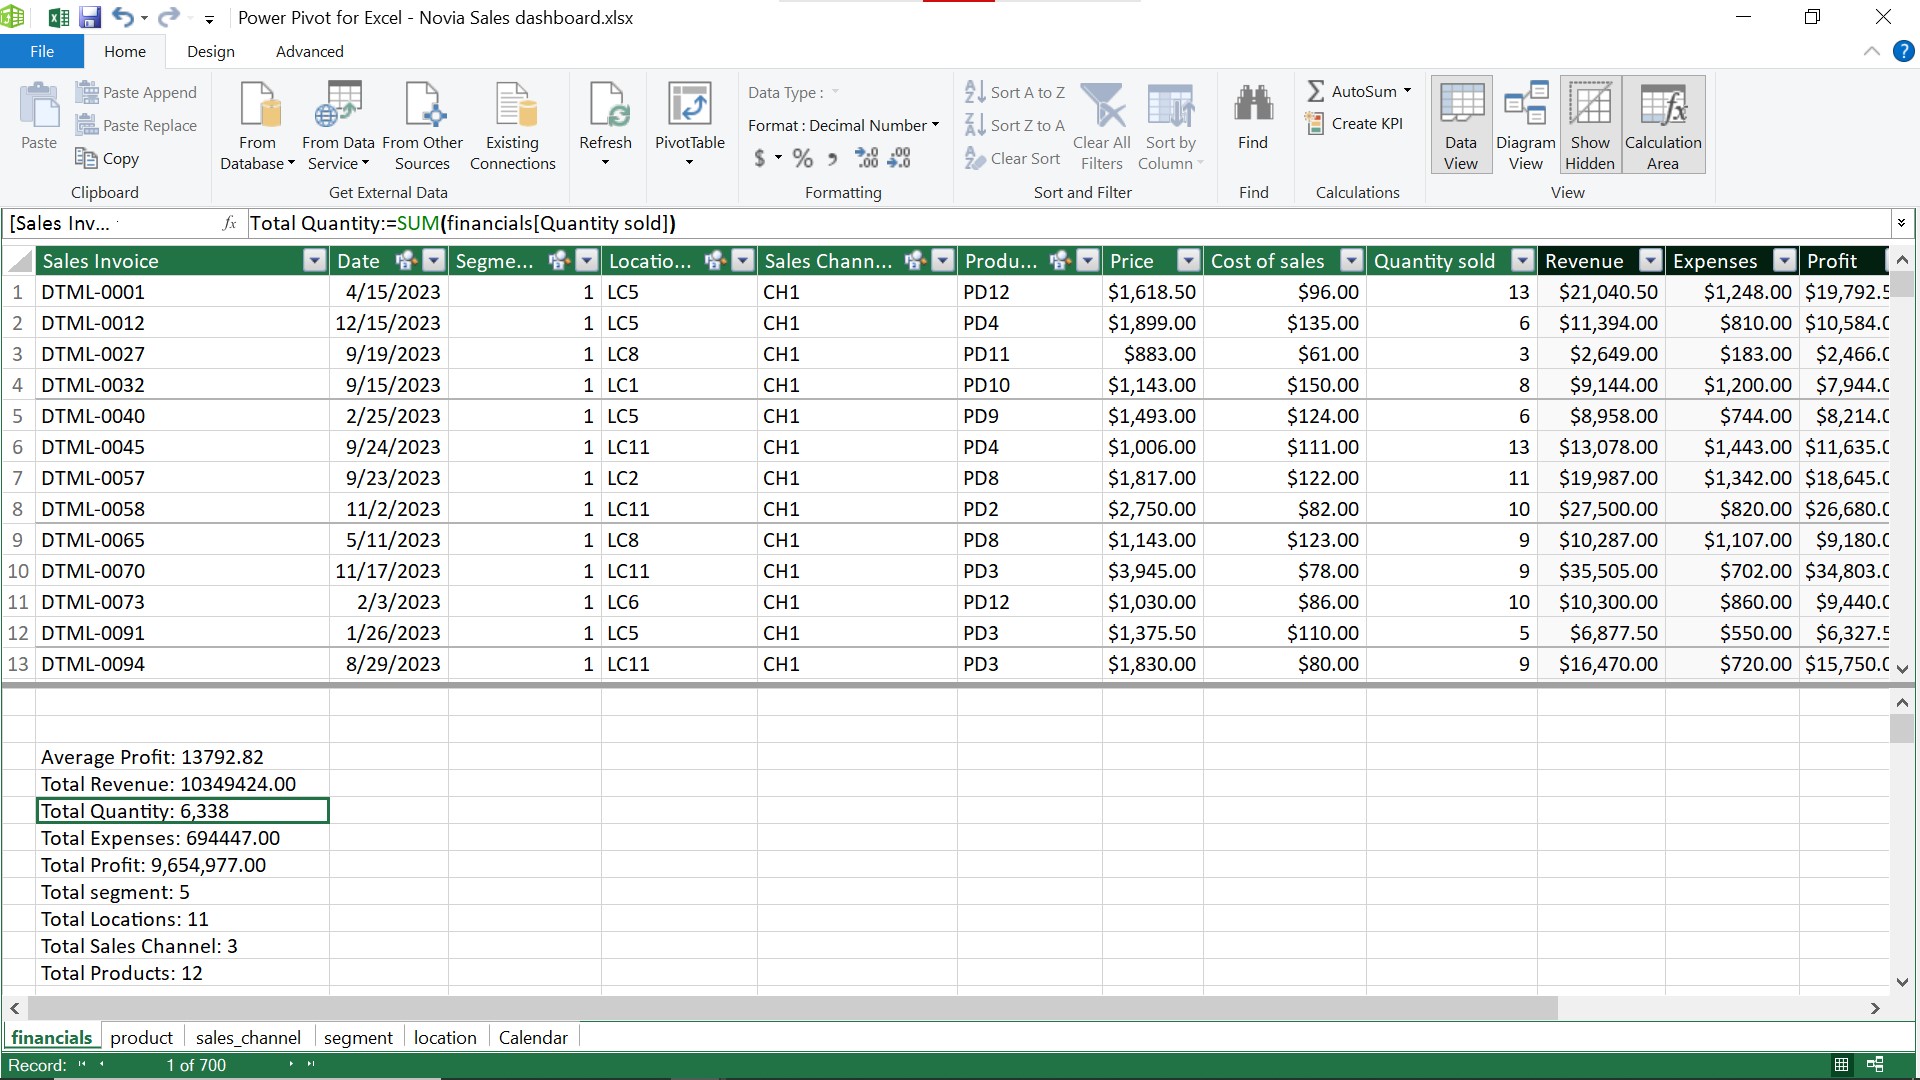 Power Pivot for Excel - Novia Sales dashboard.xlsx
File Home Design Advanced
Paste
Paste Append
Paste Replace
Copy
Clipboard
From Database
From Data Service
From Other Sources
Existing Connections
Get External Data
Refresh
PivotTable
Data Type :
Format : Decimal Number
$ % , .00 .00
Formatting
Sort A to Z
Sort Z to A
Clear Sort
Clear All Filters
Sort by Column
Sort and Filter
Find
Find
AutoSum
Create KPI
Calculations
Data View
Diagram View
Show Hidden
Calculation Area
View
[Sales Inv... fx Total Quantity:=SUM(financials[Quantity sold])
Sales Invoice Date Segme... Locatio... Sales Chann... Produ... Price Cost of sales Quantity sold Revenue Expenses Profit
1 DTML-0001 4/15/2023 1 LC5 CH1 PD12 $1,618.50 $96.00 13 $21,040.50 $1,248.00 $19,792.5
2 DTML-0012 12/15/2023 1 LC5 CH1 PD4 $1,899.00 $135.00 6 $11,394.00 $810.00 $10,584.0
3 DTML-0027 9/19/2023 1 LC8 CH1 PD11 $883.00 $61.00 3 $2,649.00 $183.00 $2,466.0
4 DTML-0032 9/15/2023 1 LC1 CH1 PD10 $1,143.00 $150.00 8 $9,144.00 $1,200.00 $7,944.0
5 DTML-0040 2/25/2023 1 LC5 CH1 PD9 $1,493.00 $124.00 6 $8,958.00 $744.00 $8,214.0
6 DTML-0045 9/24/2023 1 LC11 CH1 PD4 $1,006.00 $111.00 13 $13,078.00 $1,443.00 $11,635.0
7 DTML-0057 9/23/2023 1 LC2 CH1 PD8 $1,817.00 $122.00 11 $19,987.00 $1,342.00 $18,645.0
8 DTML-0058 11/2/2023 1 LC11 CH1 PD2 $2,750.00 $82.00 10 $27,500.00 $820.00 $26,680.0
9 DTML-0065 5/11/2023 1 LC8 CH1 PD8 $1,143.00 $123.00 9 $10,287.00 $1,107.00 $9,180.0
10 DTML-0070 11/17/2023 1 LC11 CH1 PD3 $3,945.00 $78.00 9 $35,505.00 $702.00 $34,803.0
11 DTML-0073 2/3/2023 1 LC6 CH1 PD12 $1,030.00 $86.00 10 $10,300.00 $860.00 $9,440.0
12 DTML-0091 1/26/2023 1 LC5 CH1 PD3 $1,375.50 $110.00 5 $6,877.50 $550.00 $6,327.5
13 DTML-0094 8/29/2023 1 LC11 CH1 PD3 $1,830.00 $80.00 9 $16,470.00 $720.00 $15,750.0
Average Profit: 13792.82
Total Revenue: 10349424.00
Total Quantity: 6,338
Total Expenses: 694447.00
Total Profit: 9,654,977.00
Total segment: 5
Total Locations: 11
Total Sales Channel: 3
Total Products: 12
financials product sales_channel segment location Calendar
Record: 1 of 700